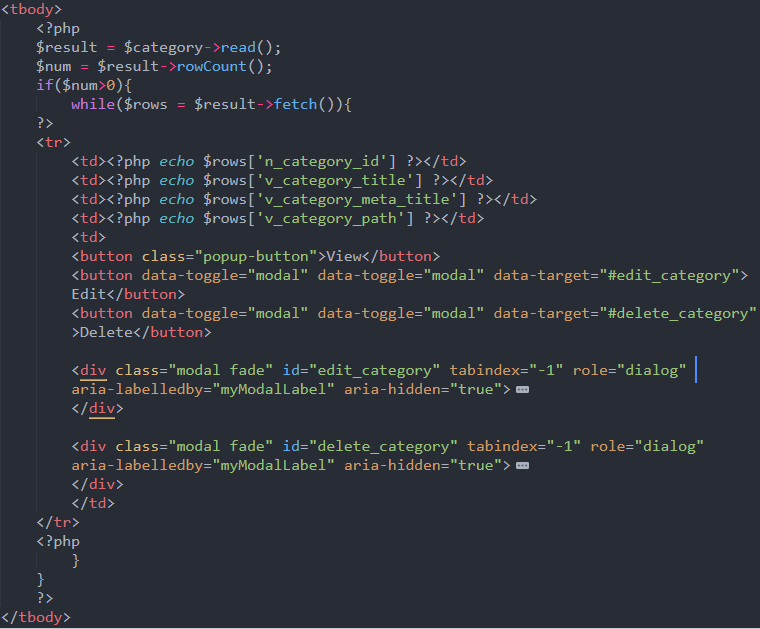 <tbody>
<?php
$result = $category->read();
$num = $result->rowCount();
if($num>0){
while($rows = $result->fetch()){
?>
<tr>
<td><?php echo $rows['n_category_id'] ?></td>
<td><?php echo $rows['v_category_title'] ?></td>
<td><?php echo $rows['v_category_meta_title'] ?></td>
<td><?php echo $rows['v_category_path'] ?></td>
<td>
<button class="popup-button">View</button>
<button data-toggle="modal" data-toggle="modal" data-target="#edit_category">
Edit</button>
<button data-toggle="modal" data-toggle="modal" data-target="#delete_category"
>Delete</button>
<div class="modal fade" id="edit_category" tabindex="-1" role="dialog"
aria-labelledby="myModalLabel" aria-hidden="true">
</div>
<div class="modal fade" id="delete_category" tabindex="-1" role="dialog"
aria-labelledby="myModalLabel" aria-hidden="true">
</div>
</td>
</tr>
<?php
}
}
?>
</tbody>